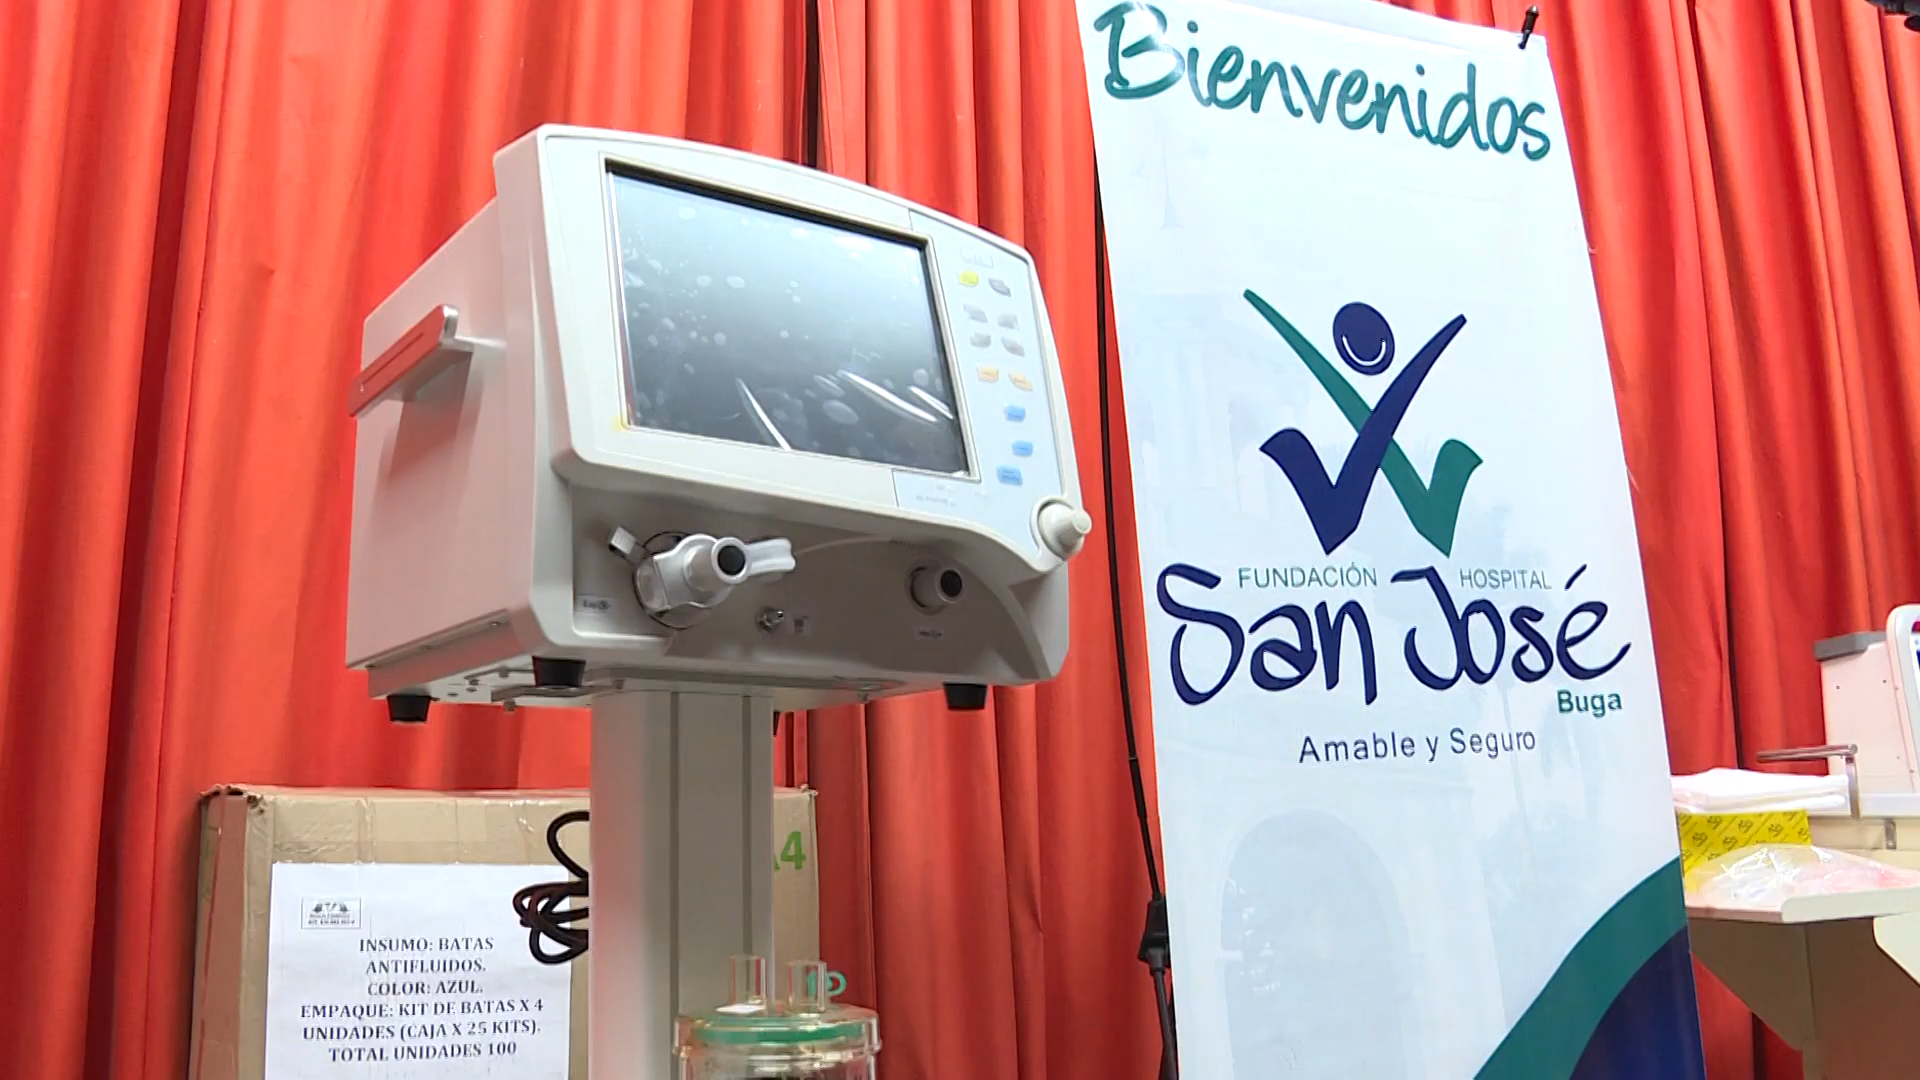 Bienvenidos
FUNDACIÓN HOSPITAL
San José
Buga
Amable y Seguro
A4
INSUMO: BATAS
ANTIFLUIDOS.
COLOR: AZUL.
EMPAQUE: KIT DE BATAS X 4
UNIDADES (CAJA X 25 KITS).
TOTAL UNIDADES 100